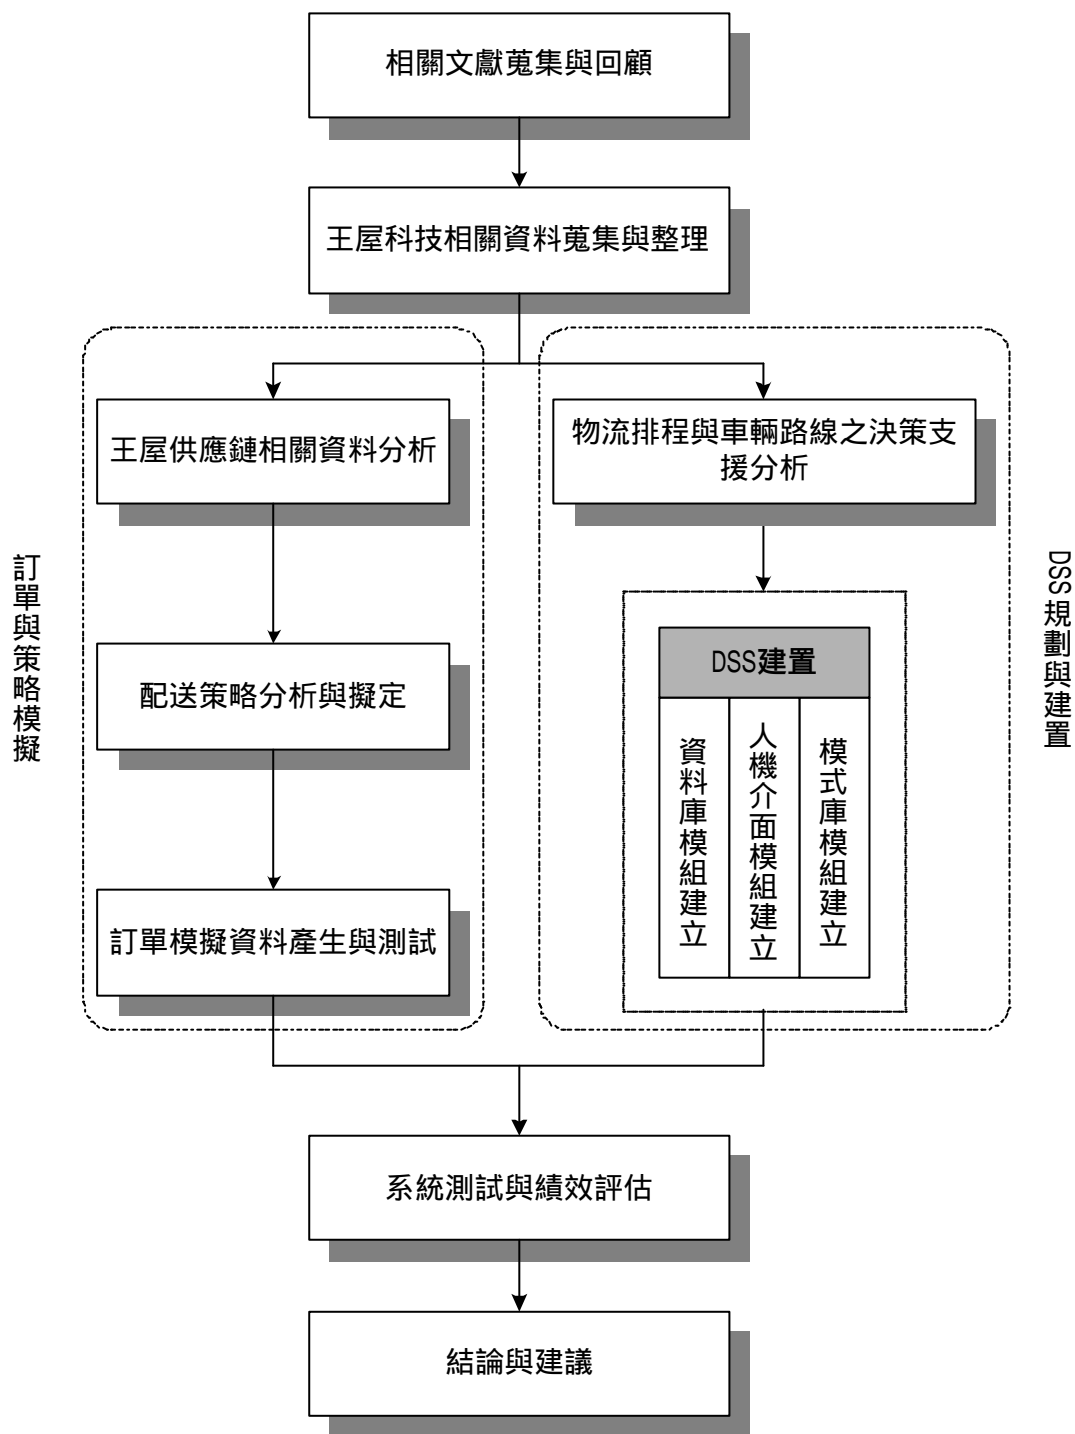 相關文獻蒐集與回顧
王屋科技相關資料蒐集與整理
訂單與策略模擬
王屋供應鏈相關資料分析
配送策略分析與擬定
訂單模擬資料產生與測試
物流排程與車輛路線之決策支
援分析
DSS建置
資料庫模組建立
人機介面模組建立
模式庫模組建立
DSS規劃與建置
系統測試與績效評估
結論與建議